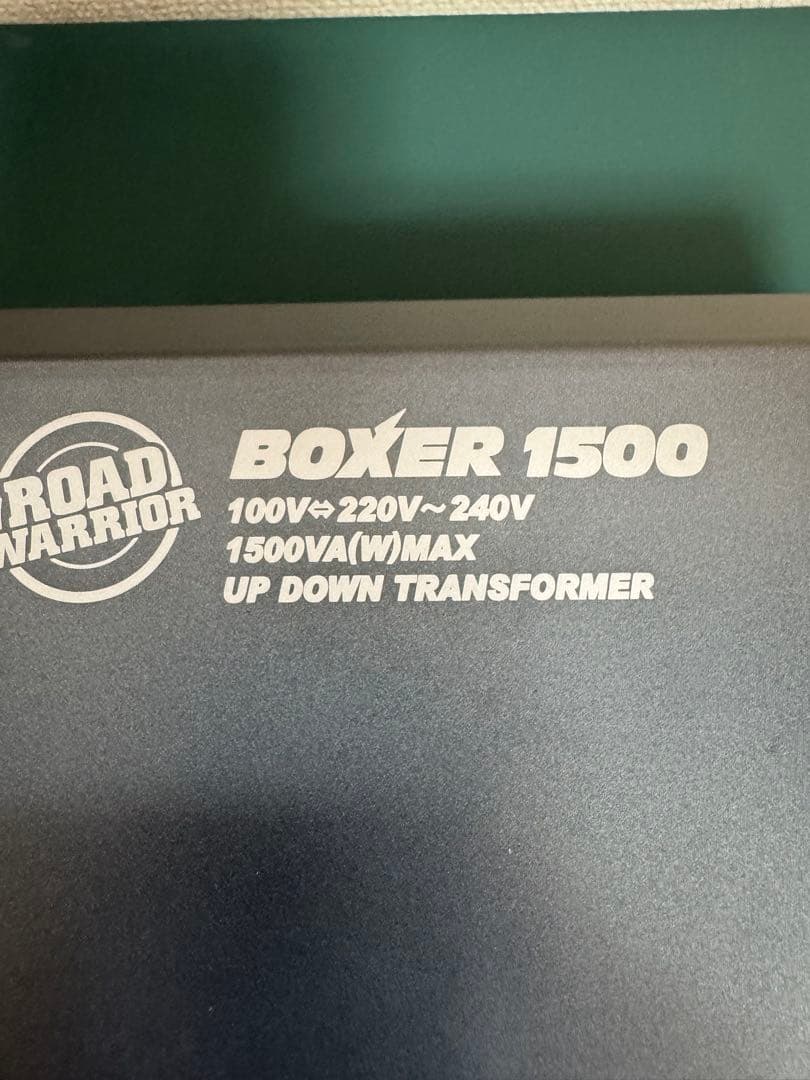 ROAD
WARRIOR
BOXER 1500
100V⇔220V~240V
1500VA(W)MAX
UP DOWN TRANSFORMER